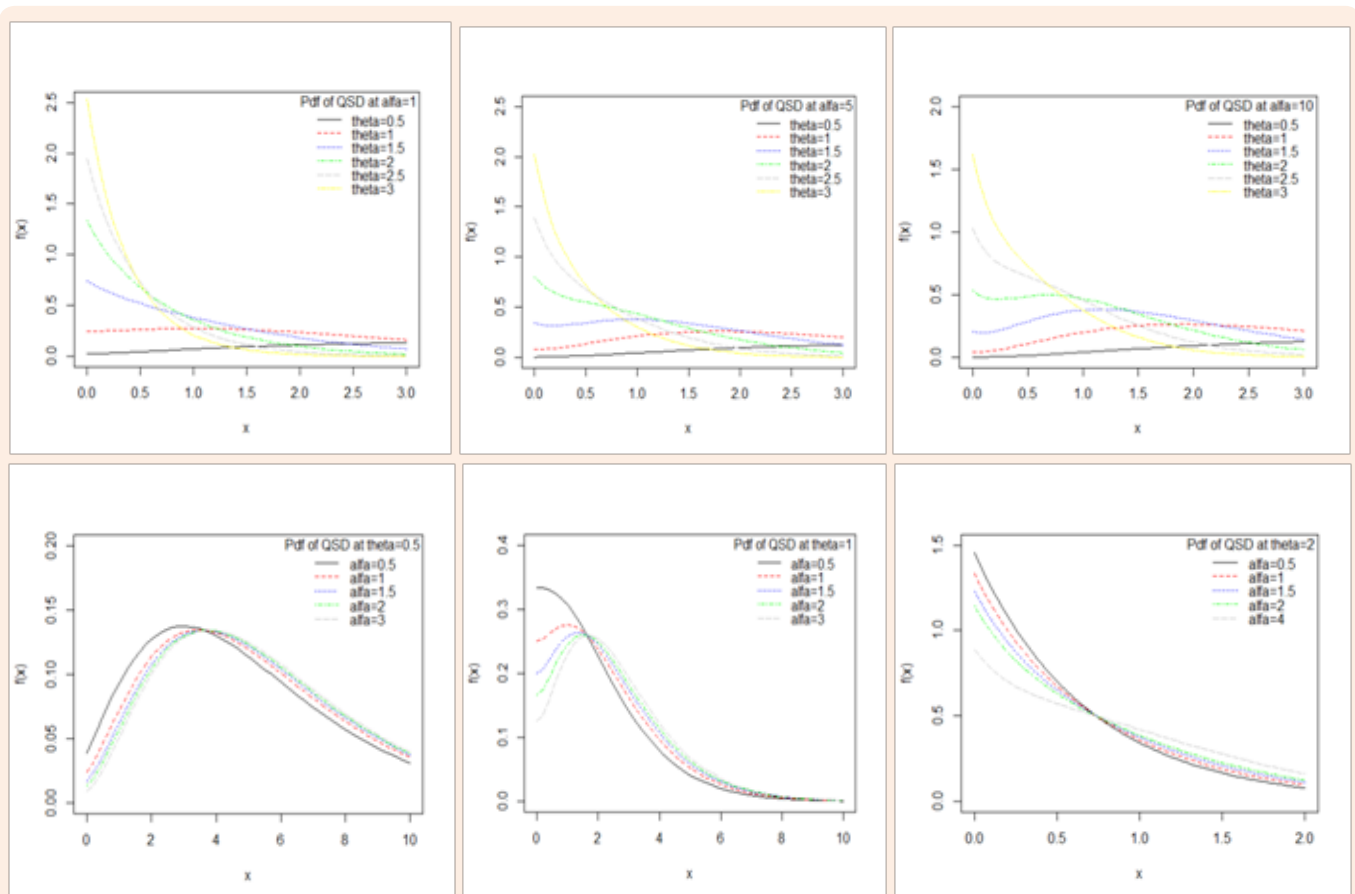 Pdf of QSD at alfa=1
theta=0.5
theta=1
theta=1.5
theta=2
theta=2.5
theta=3
f(x)
2.5
2.0
1.5
1.0
0.5
0.0
0.0 0.5 1.0 1.5 2.0 2.5 3.0
x
Pdf of QSD at alfa=5
theta=0.5
theta=1
theta=1.5
theta=2
theta=2.5
theta=3
f(x)
2.5
2.0
1.5
1.0
0.5
0.0
0.0 0.5 1.0 1.5 2.0 2.5 3.0
x
Pdf of QSD at alfa=10
theta=0.5
theta=1
theta=1.5
theta=2
theta=2.5
theta=3
f(x)
2.0
1.5
1.0
0.5
0.0
0.0 0.5 1.0 1.5 2.0 2.5 3.0
x
Pdf of QSD at theta=0.5
alfa=0.5
alfa=1
alfa=1.5
alfa=2
alfa=3
f(x)
0.20
0.15
0.10
0.05
0.00
0 2 4 6 8 10
x
Pdf of QSD at theta=1
alfa=0.5
alfa=1
alfa=1.5
alfa=2
alfa=3
f(x)
0.4
0.3
0.2
0.1
0.0
0 2 4 6 8 10
x
Pdf of QSD at theta=2
alfa=0.5
alfa=1
alfa=1.5
alfa=2
alfa=4
f(x)
1.5
1.0
0.5
0.0
0.0 0.5 1.0 1.5 2.0
x